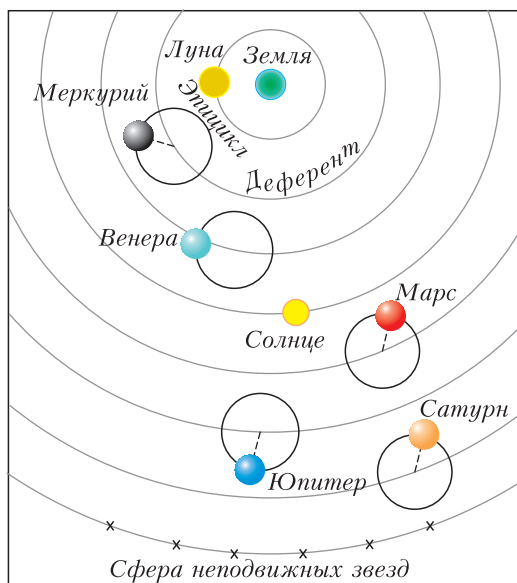 Луна
Земля
Меркурий
Эпицикл
Деферент
Венера
Марс
Солнце
Сатурн
Юпитер
Сфера неподвижных звезд